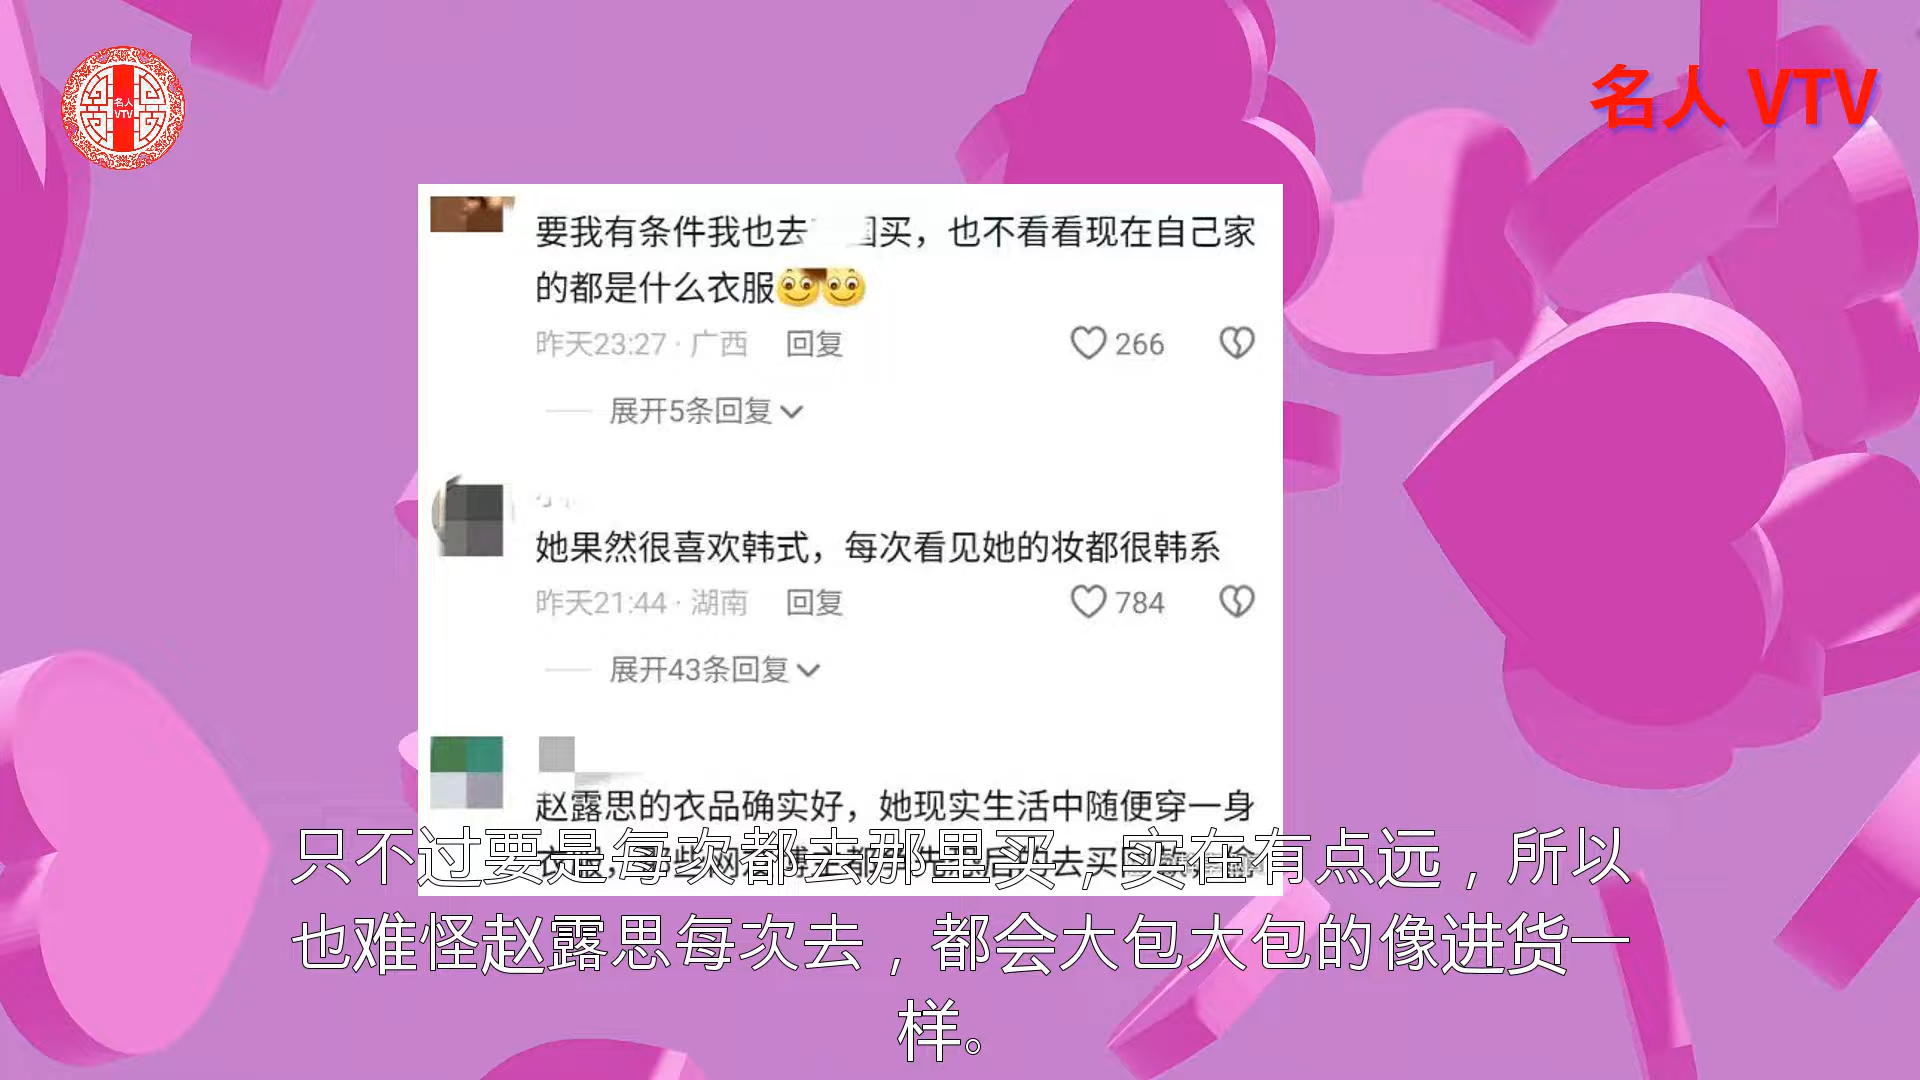 名人 VTV
名人
VTV
要我有条件我也去 国买，也不看看现在自己家
的都是什么衣服
昨天23:27 · 广西 回复 266
展开5条回复
她果然很喜欢韩式，每次看见她的妆都很韩系
昨天21:44 · 湖南 回复 784
展开43条回复
赵露思的衣品确实好，她现实生活中随便穿一身
只不过要是每次都去那里买，实在有点远，所以
也难怪赵露思每次去，都会大包大包的像进货一
样。